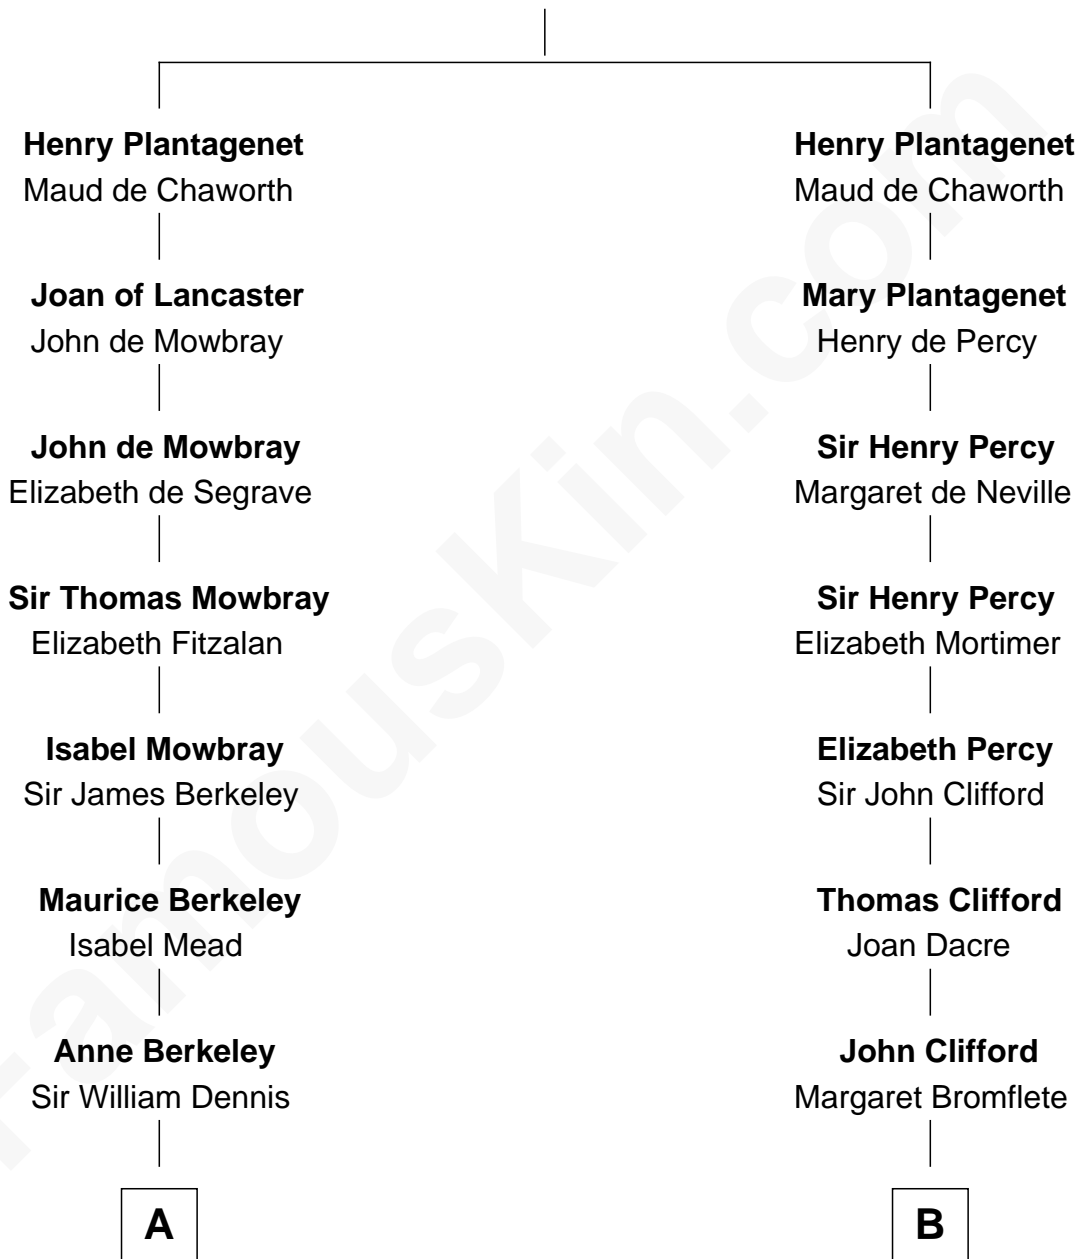 Henry Plantagenet
Maud de Chaworth
Joan of Lancaster
John de Mowbray
John de Mowbray
Elizabeth de Segrave
Sir Thomas Mowbray
Elizabeth Fitzalan
Isabel Mowbray
Sir James Berkeley
Maurice Berkeley
Isabel Mead
Anne Berkeley
Sir William Dennis
A
Henry Plantagenet
Maud de Chaworth
Mary Plantagenet
Henry de Percy
Sir Henry Percy
Margaret de Neville
Sir Henry Percy
Elizabeth Mortimer
Elizabeth Percy
Sir John Clifford
Thomas Clifford
Joan Dacre
John Clifford
Margaret Bromflete
B
FamousKin.com